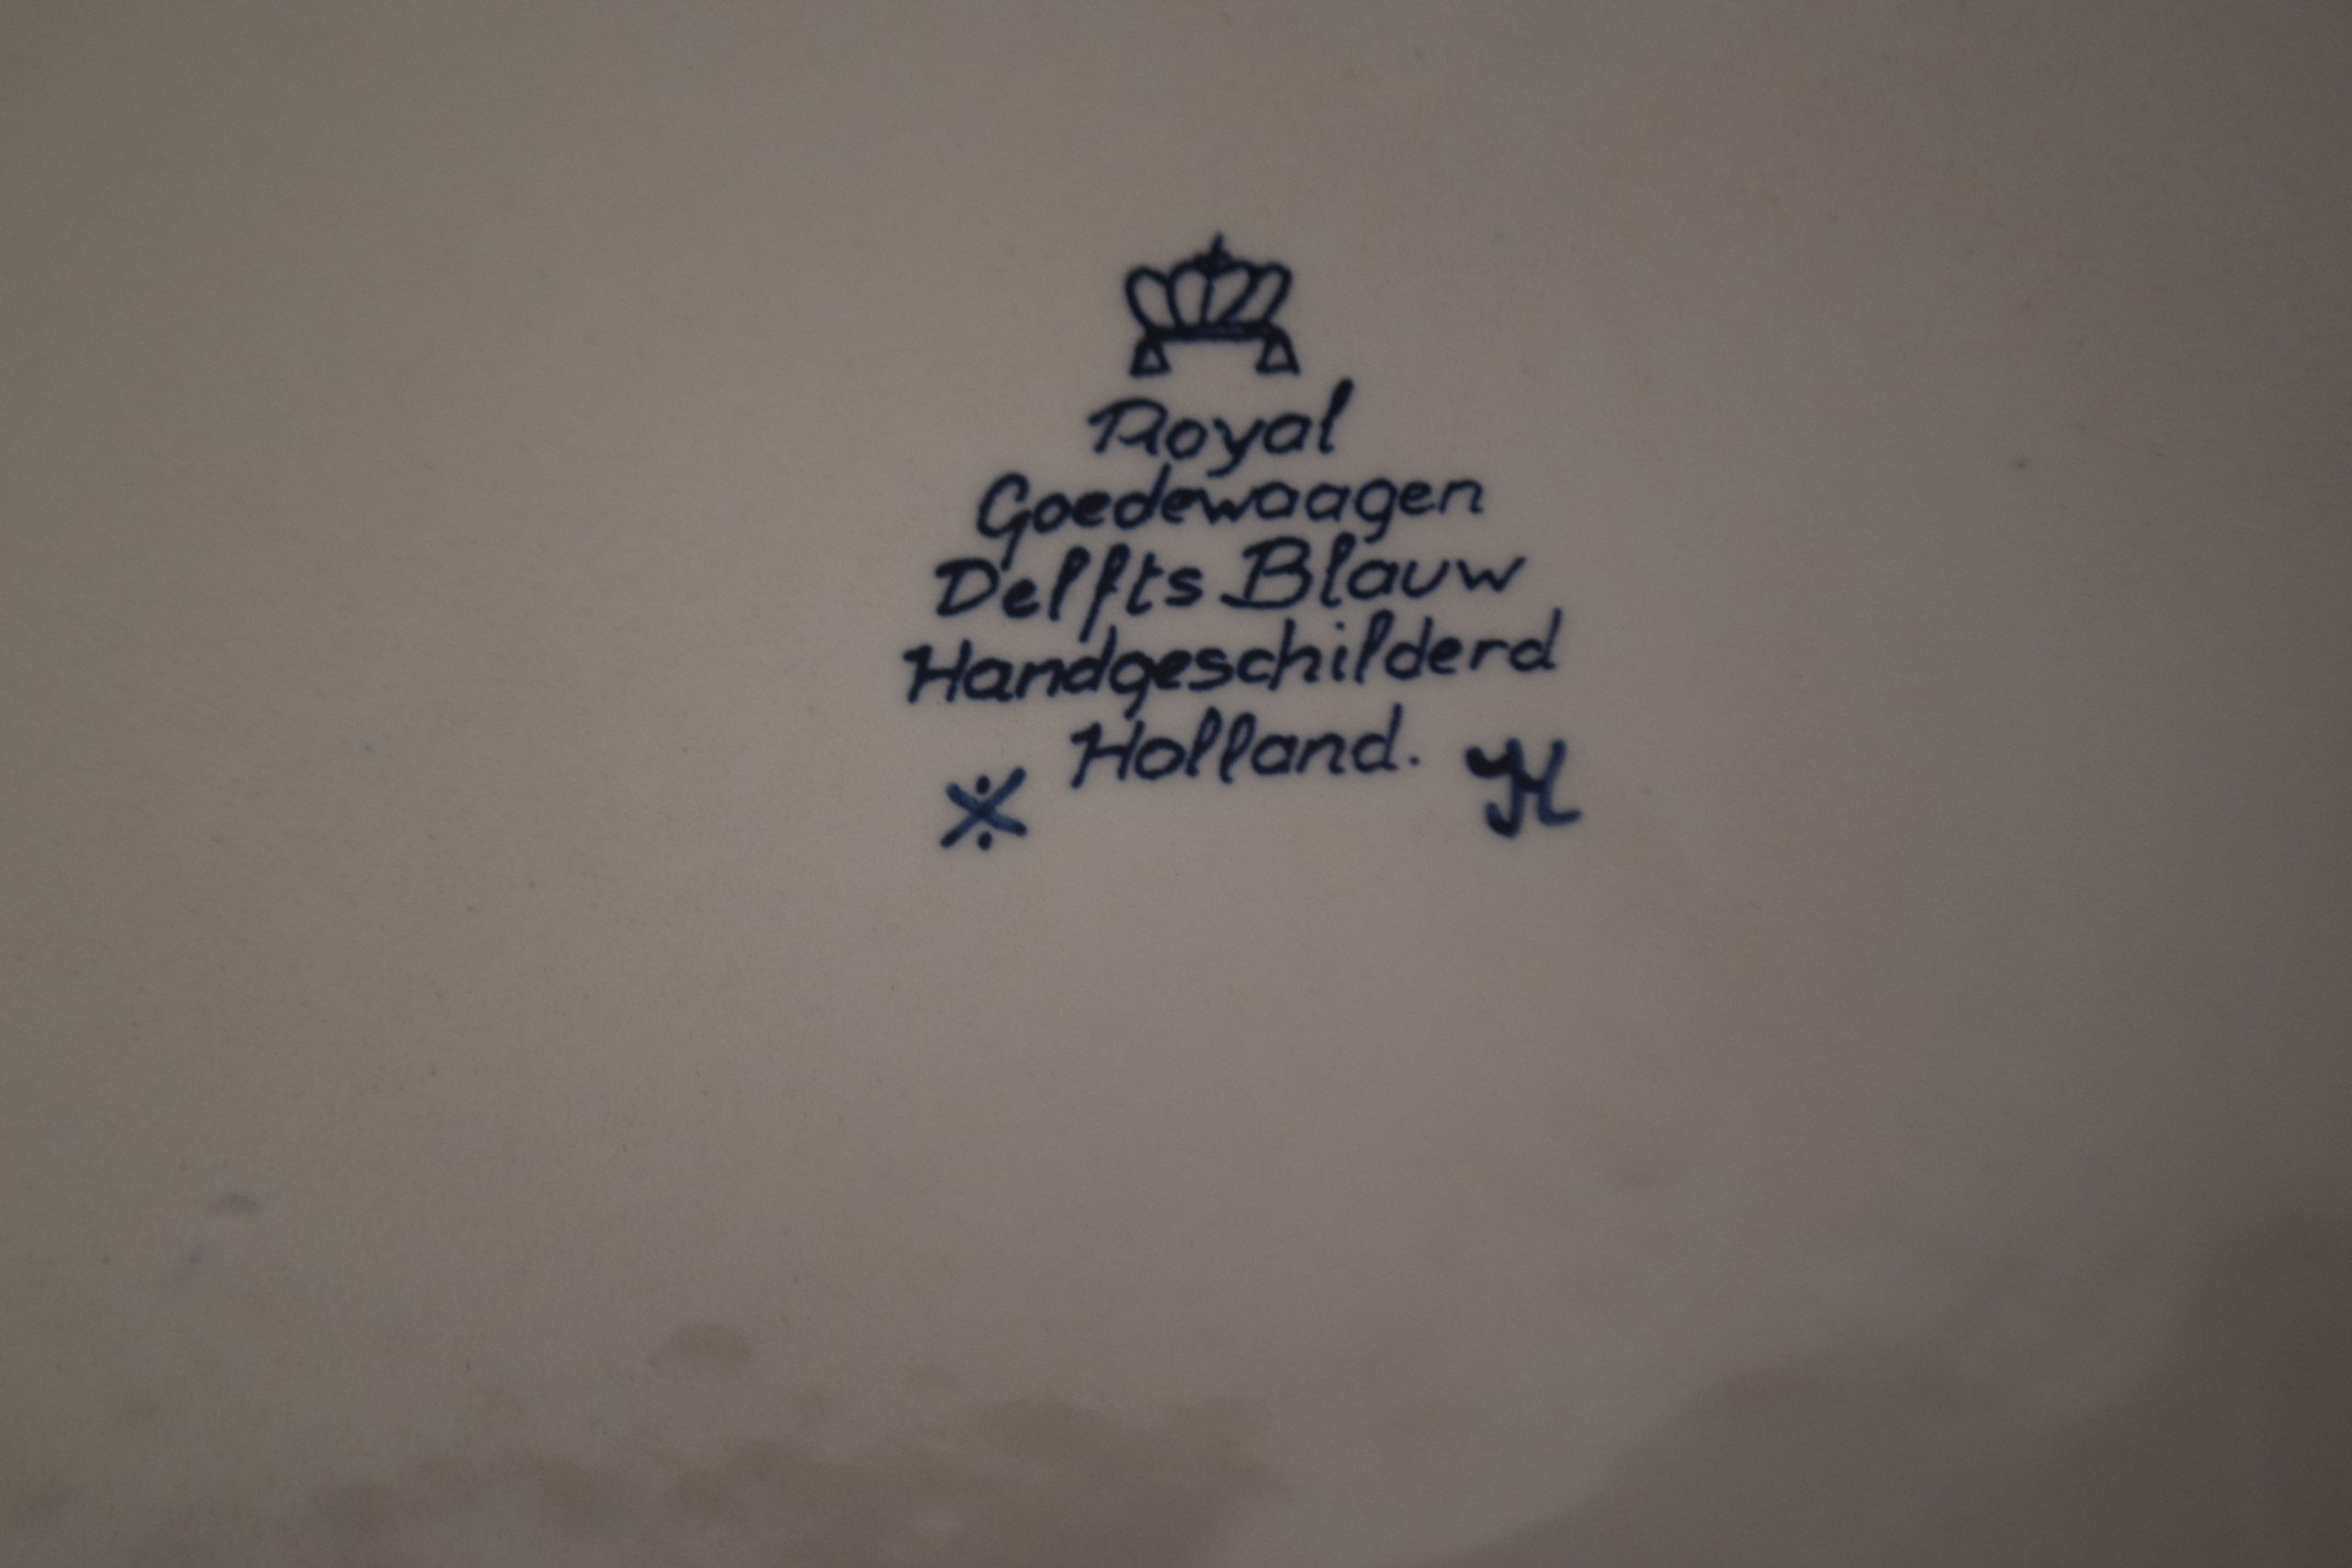 Royal
Goedewaagen
Delfts Blauw
Handgeschilderd
Holland.